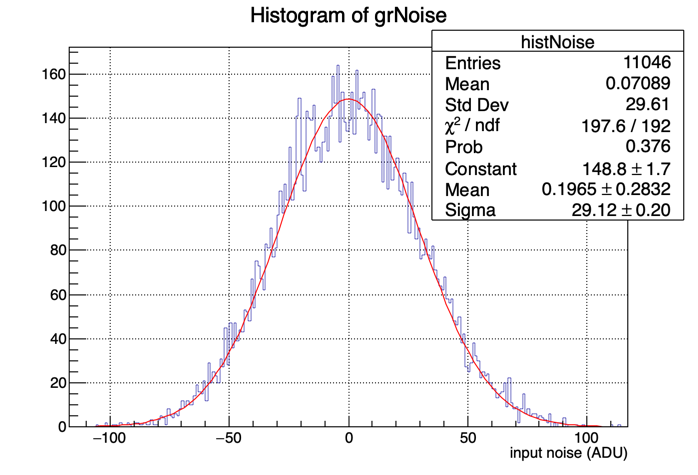 Histogram of grNoise
histNoise
Entries 11046
Mean 0.07089
Std Dev 29.61
χ² / ndf 197.6 / 192
Prob 0.376
Constant 148.8 ± 1.7
Mean 0.1965 ± 0.2832
Sigma 29.12 ± 0.20
160
140
120
100
80
60
40
20
0
−100 −50 0 50 100
input noise (ADU)